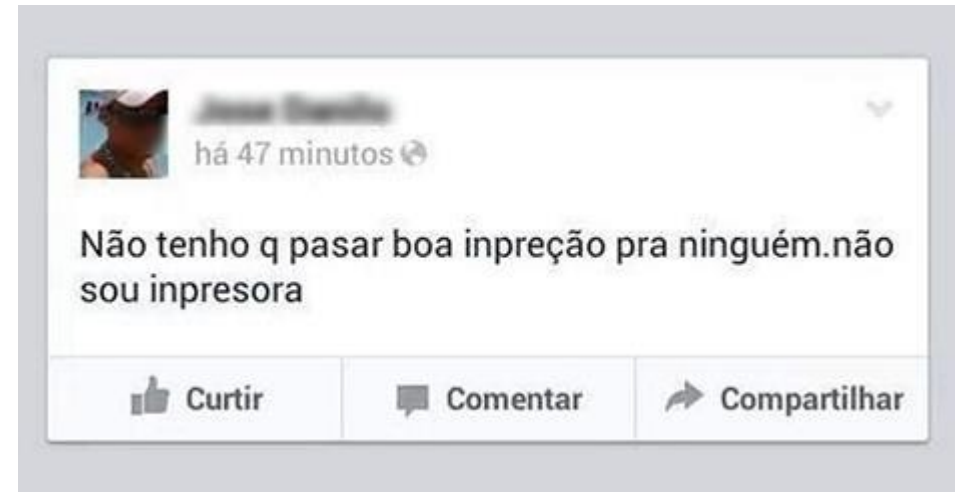 há 47 minutos
Não tenho q pasar boa inpreção pra ninguém.não
sou inpresora
Curtir
Comentar
Compartilhar